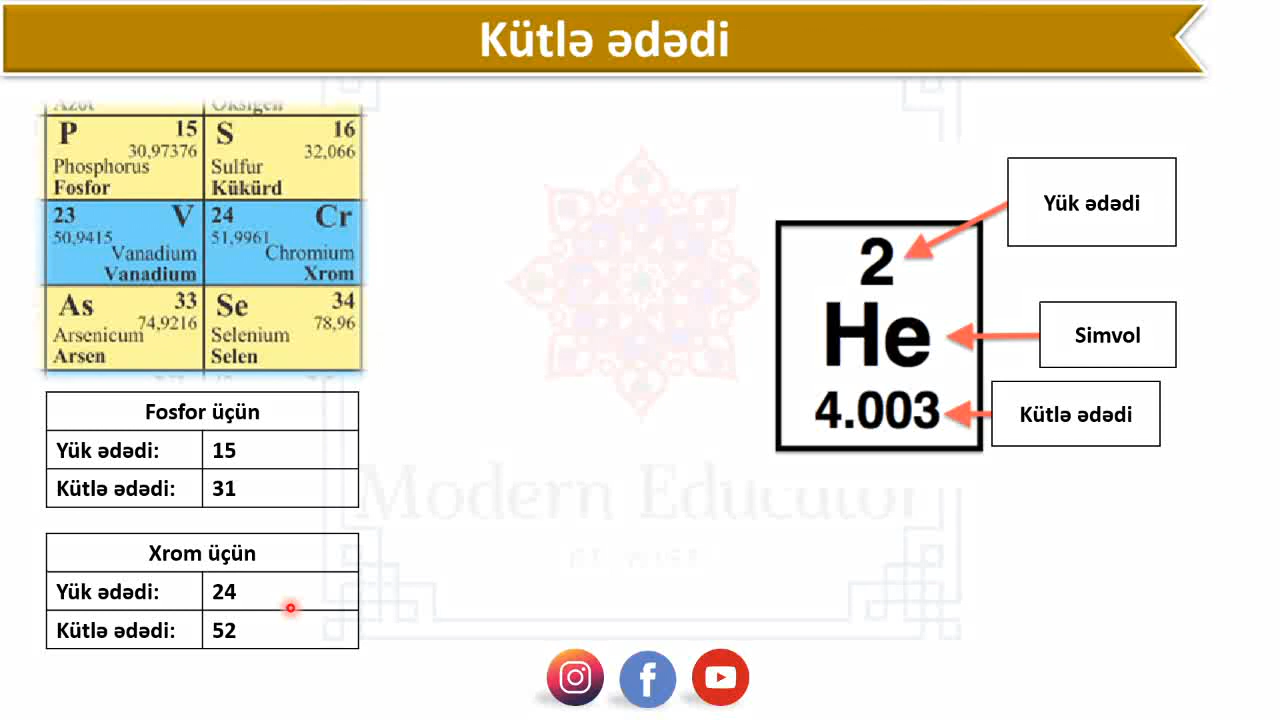 Kütlə ədədi
Azot Oksigen
P 15 S 16
30,97376 32,066
Phosphorus Sulfur
Fosfor Kükürd
23 V 24 Cr
50,9415 51,9961
Vanadium Chromium
Vanadium Xrom
As 33 Se 34
74,9216 78,96
Arsenicum Selenium
Arsen Selen
Fosfor üçün
Yük ədədi: 15
Kütlə ədədi: 31
Xrom üçün
Yük ədədi: 24
Kütlə ədədi: 52
2
He
4.003
Yük ədədi
Simvol
Kütlə ədədi
Modern Educator